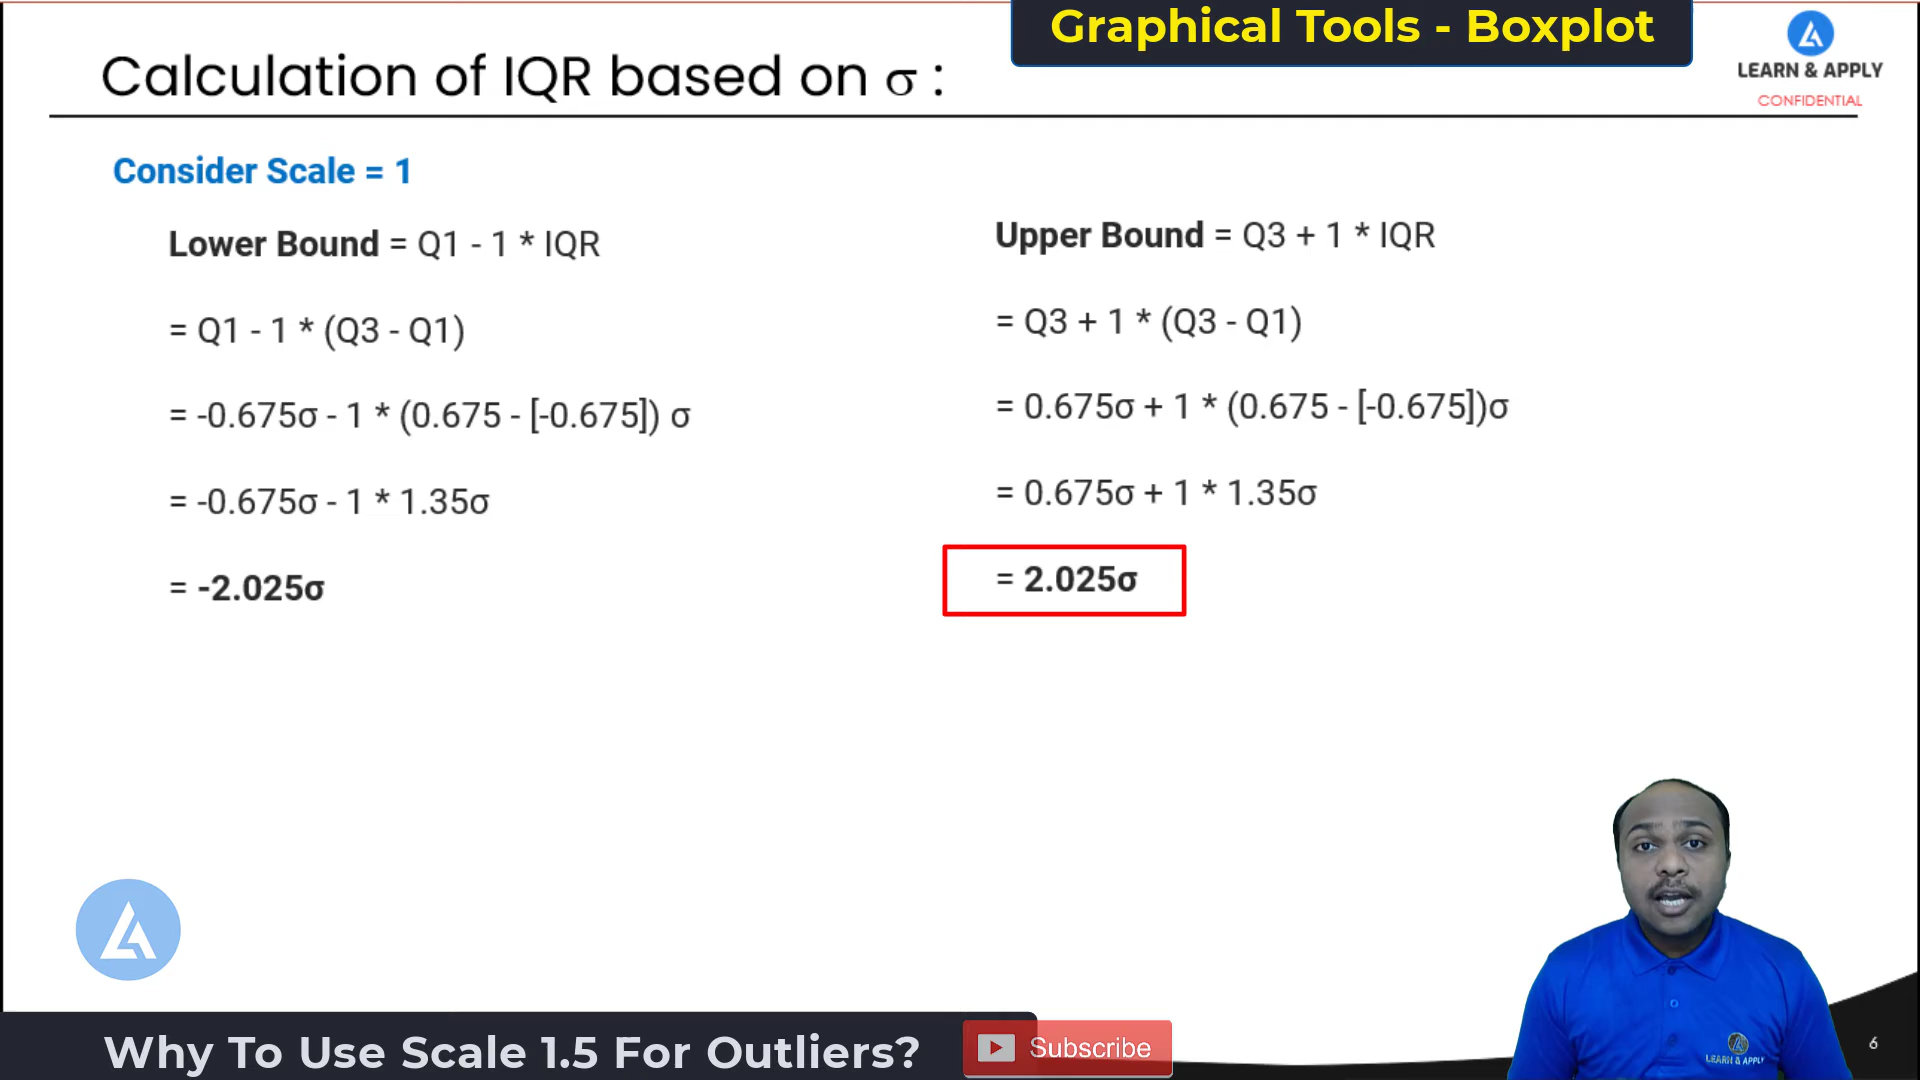 Graphical Tools - Boxplot
Calculation of IQR based on σ :
LEARN & APPLY
CONFIDENTIAL
Consider Scale = 1
Lower Bound = Q1 - 1 * IQR
= Q1 - 1 * (Q3 - Q1)
= -0.675σ - 1 * (0.675 - [-0.675]) σ
= -0.675σ - 1 * 1.35σ
= -2.025σ
Upper Bound = Q3 + 1 * IQR
= Q3 + 1 * (Q3 - Q1)
= 0.675σ + 1 * (0.675 - [-0.675])σ
= 0.675σ + 1 * 1.35σ
= 2.025σ
LEARN & APPLY
Why To Use Scale 1.5 For Outliers?
Subscribe
6